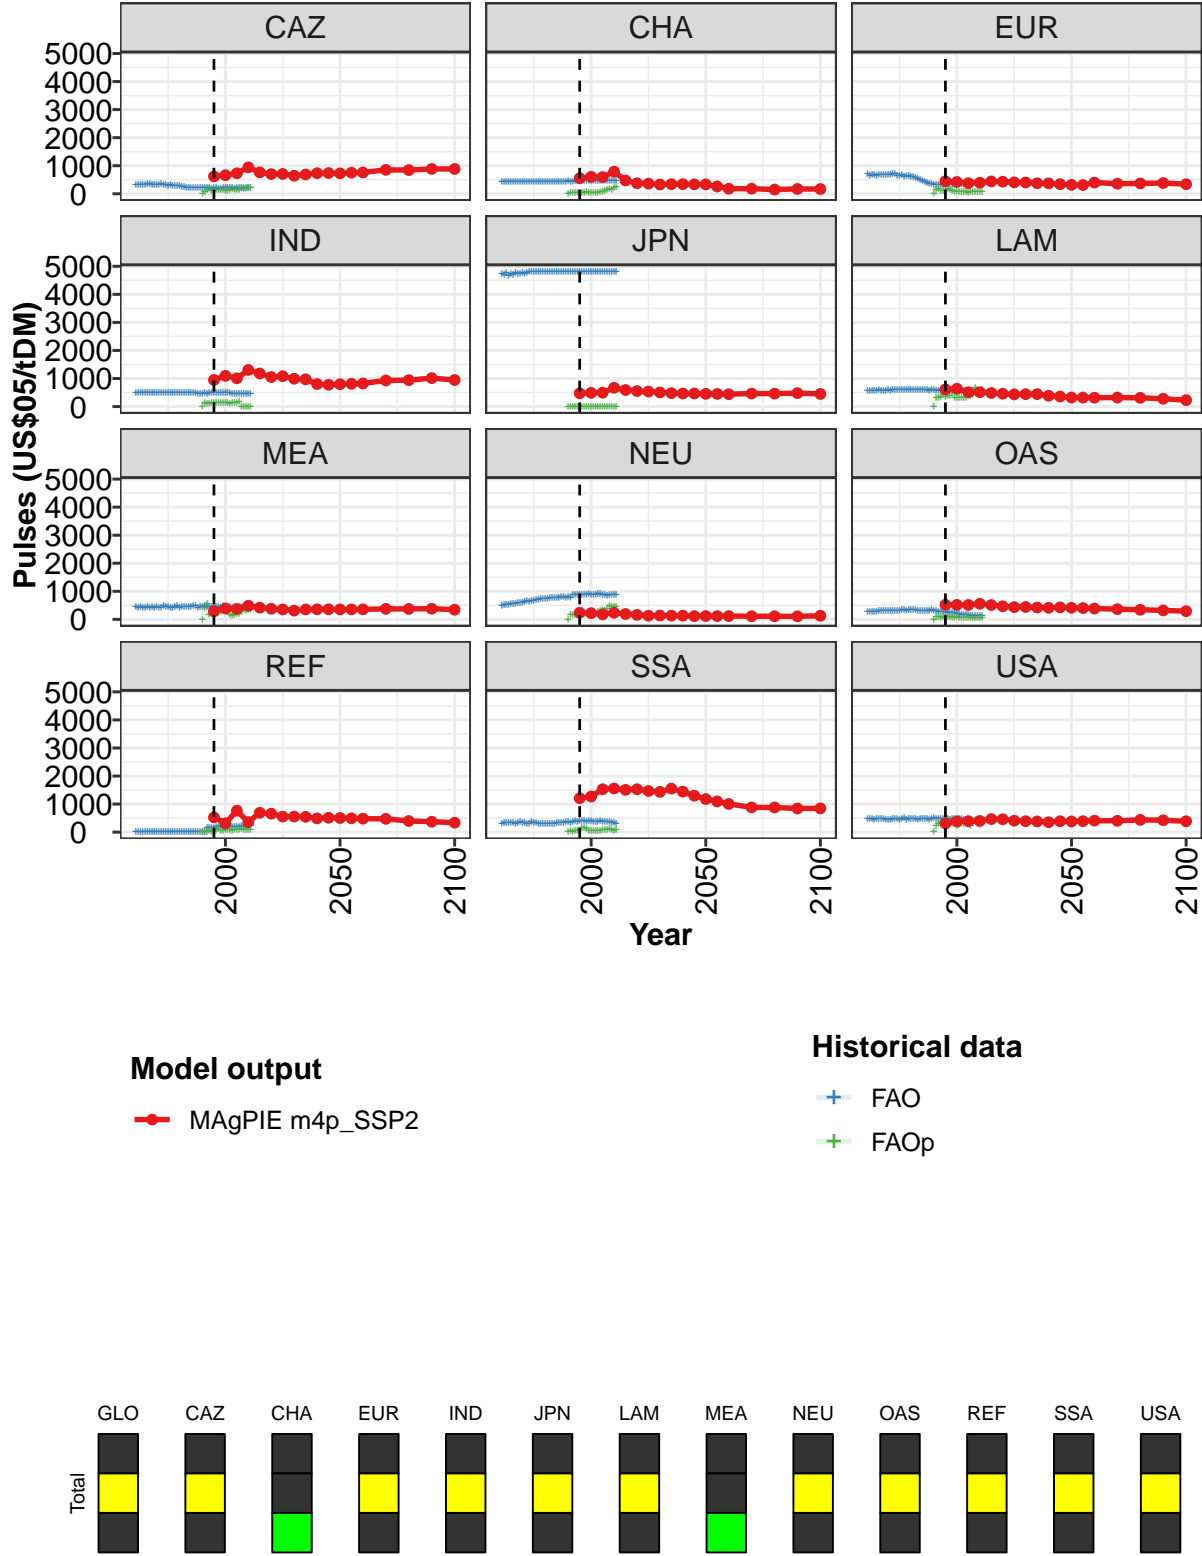 CAZ CHA EUR
5000
4000
3000
2000
1000
0
IND JPN LAM
5000
4000
3000
2000
1000
0
MEA NEU OAS
5000
4000
3000
2000
1000
0
REF SSA USA
5000
4000
3000
2000
1000
0
Pulses (US$05/tDM)
2000 2050 2100 2000 2050 2100 2000 2050 2100
Year
Model output
MAgPIE m4p_SSP2
Historical data
FAO
FAOp
GLO CAZ CHA EUR IND JPN LAM MEA NEU OAS REF SSA USA
Total